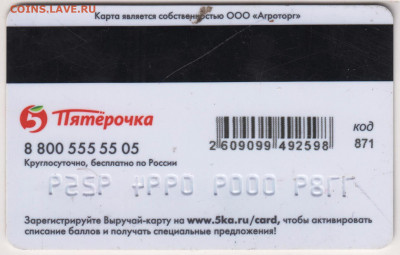 COINS.LAVE.RU
Карта является собственностью ООО «Агроторг»
5 Пятёрочка
8 800 555 55 05
Круглосуточно, бесплатно по России
2 609099 492598
код
871
Зарегистрируйте Выручай-карту на www.5ka.ru/card, чтобы активировать
списание баллов и получать специальные предложения!